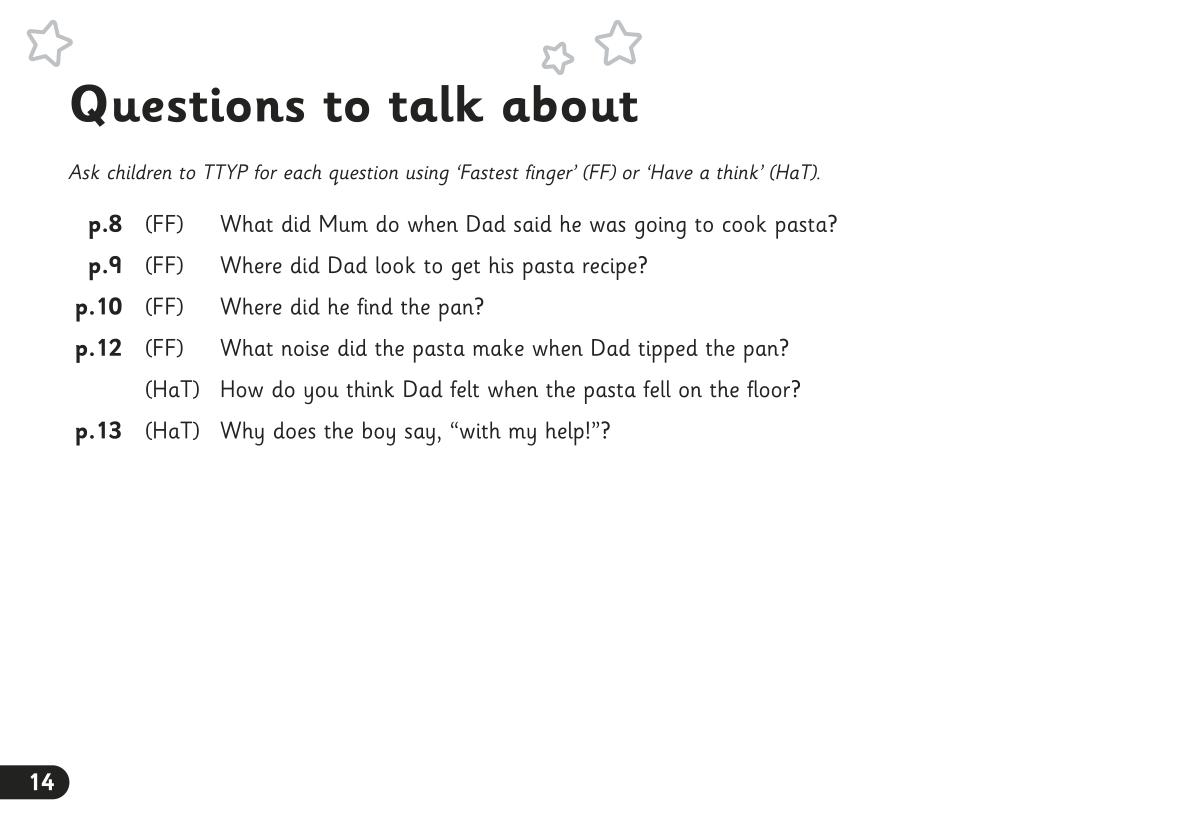 Questions to talk about
Ask children to TTYP for each question using ‘Fastest finger’ (FF) or ‘Have a think’ (HaT).
p.8 (FF) What did Mum do when Dad said he was going to cook pasta?
p.9 (FF) Where did Dad look to get his pasta recipe?
p.10 (FF) Where did he find the pan?
p.12 (FF) What noise did the pasta make when Dad tipped the pan?
(HaT) How do you think Dad felt when the pasta fell on the floor?
p.13 (HaT) Why does the boy say, “with my help!”?
14